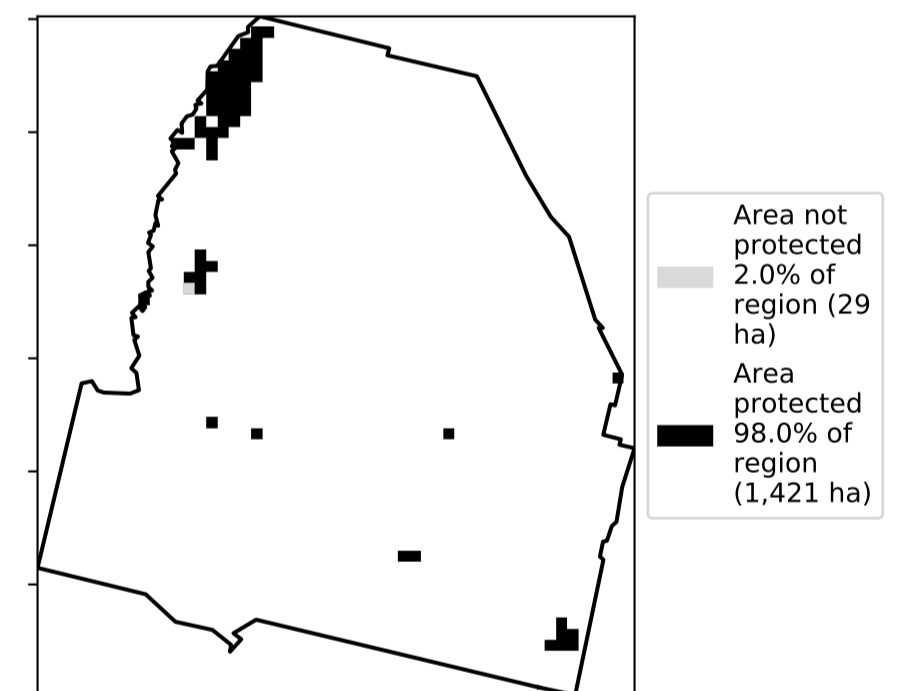 Area not
protected
2.0% of
region (29
ha)
Area
protected
98.0% of
region
(1,421 ha)